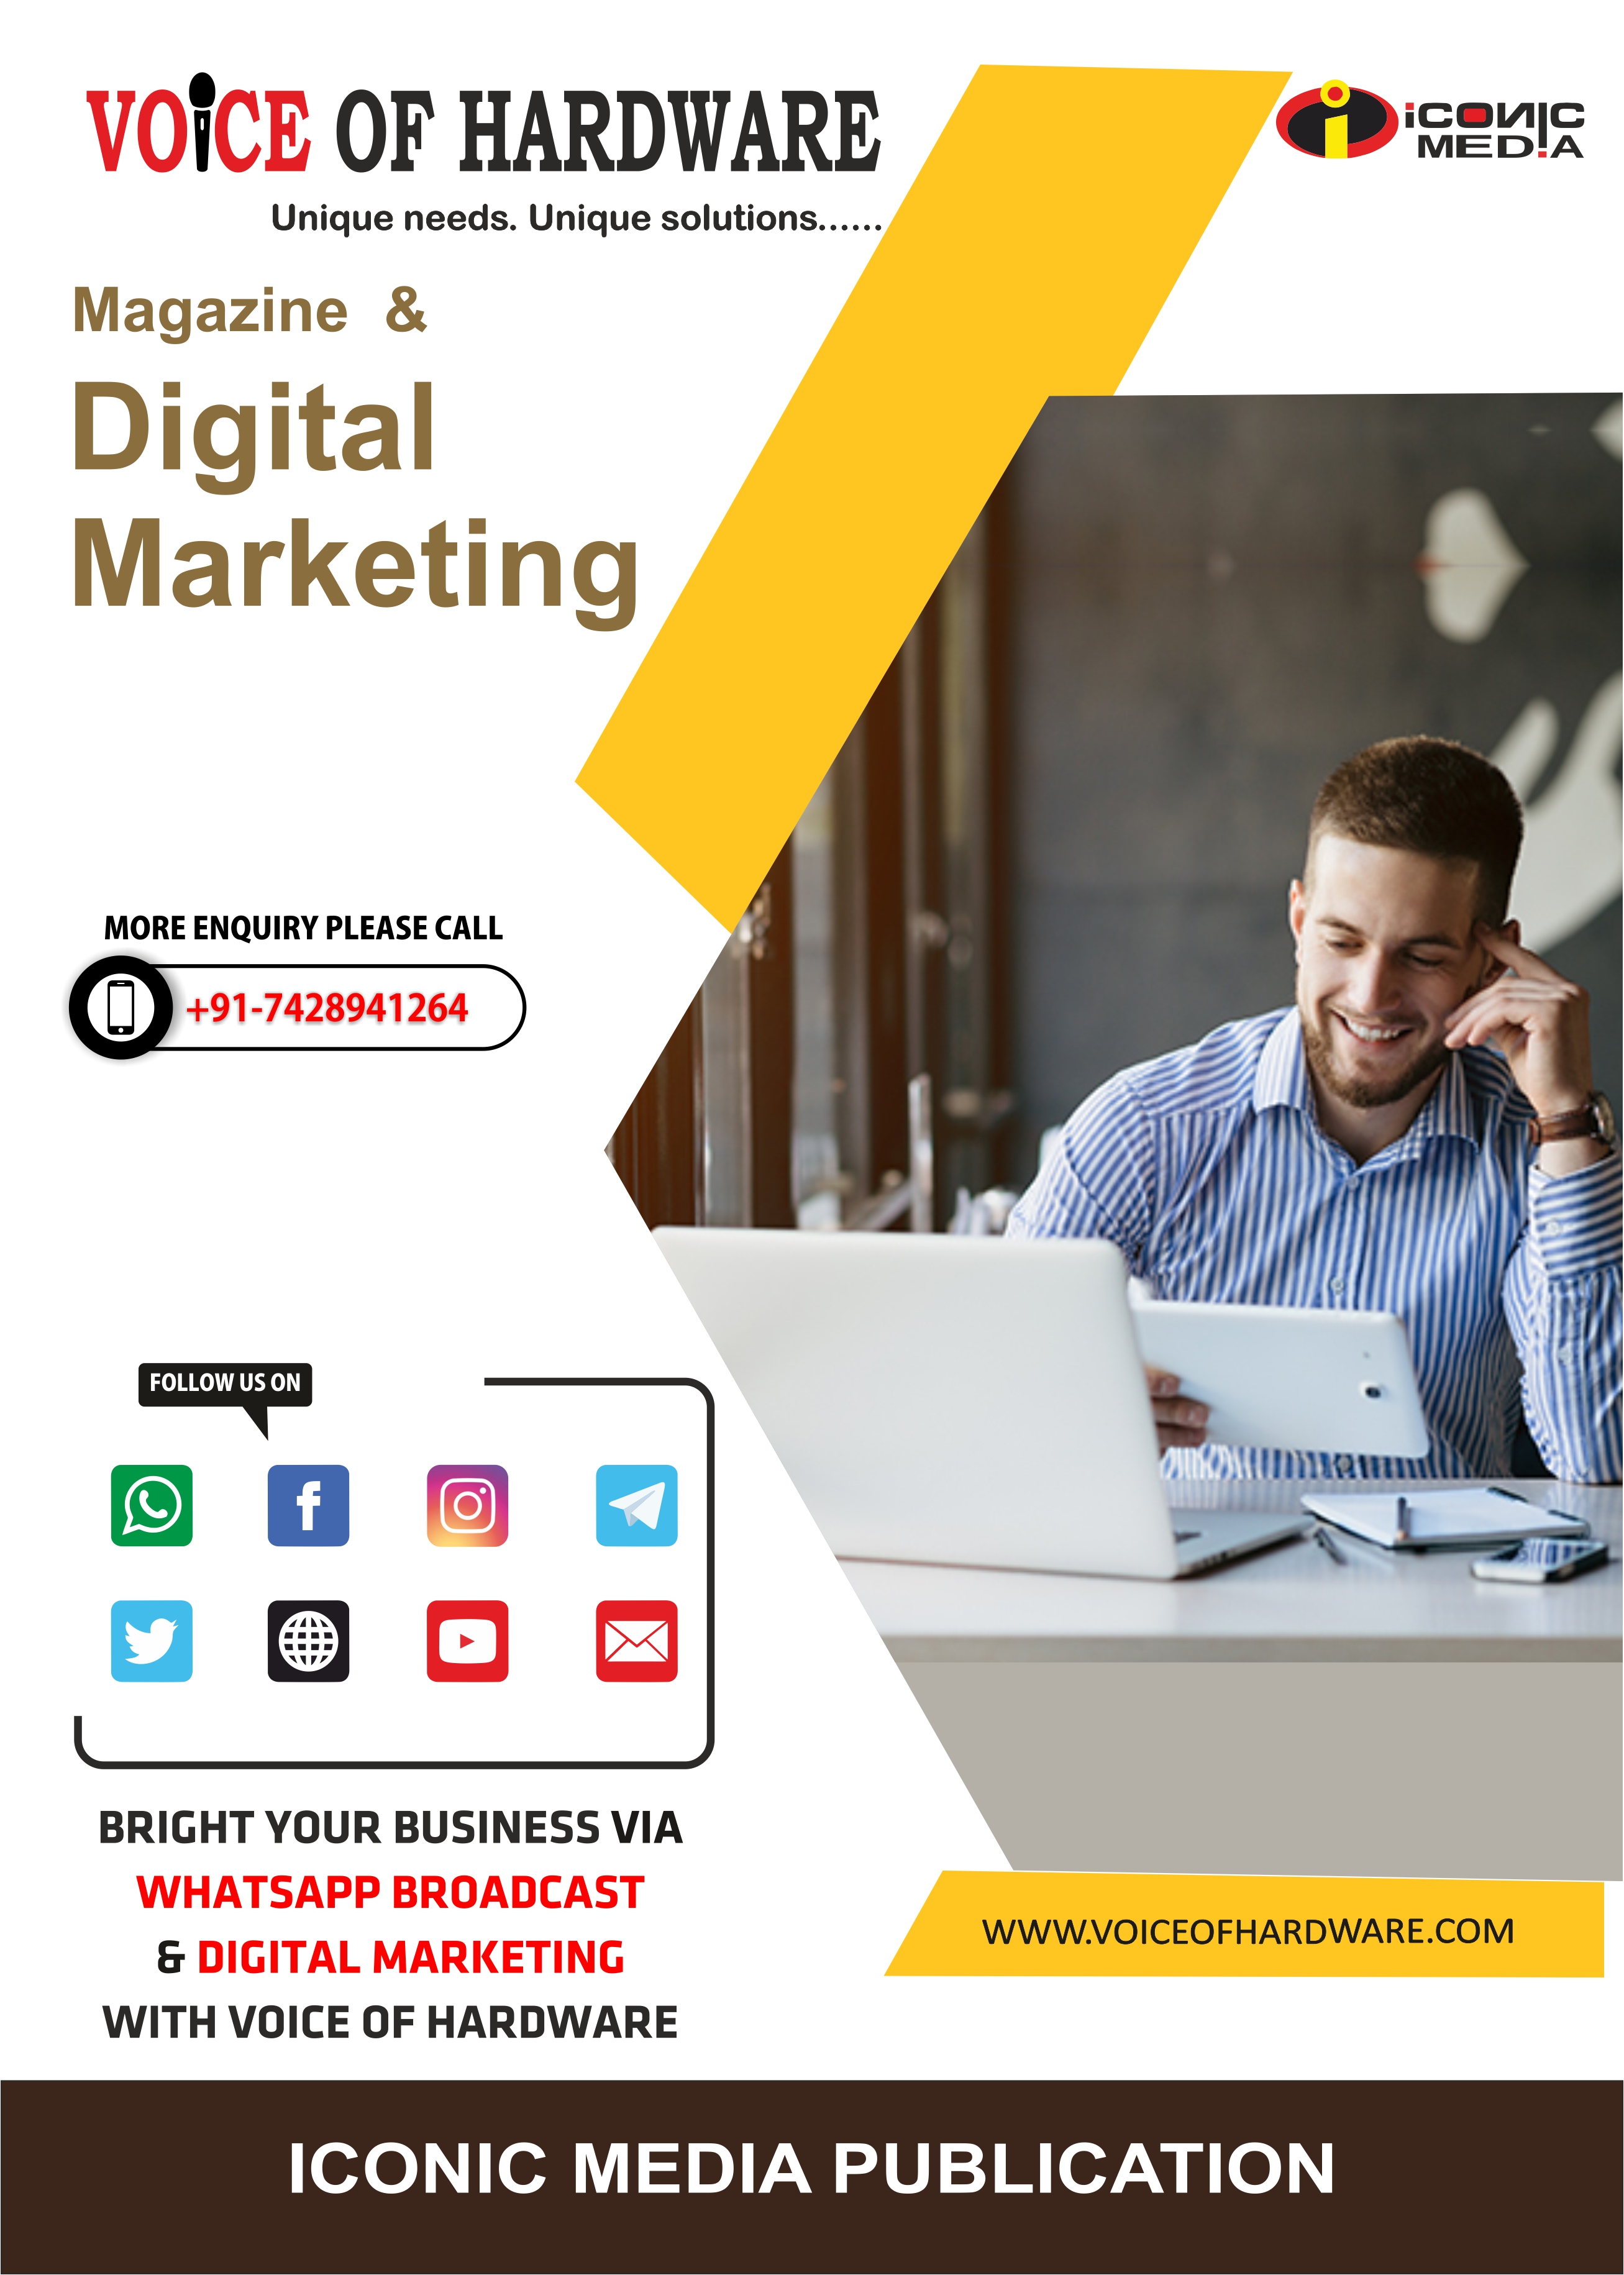 VOICE OF HARDWARE
Unique needs. Unique solutions......
iCONIC
MEDIA
Magazine &
Digital
Marketing
MORE ENQUIRY PLEASE CALL
+91-7428941264
FOLLOW US ON
BRIGHT YOUR BUSINESS VIA
WHATSAPP BROADCAST
& DIGITAL MARKETING
WITH VOICE OF HARDWARE
WWW.VOICEOFHARDWARE.COM
ICONIC MEDIA PUBLICATION